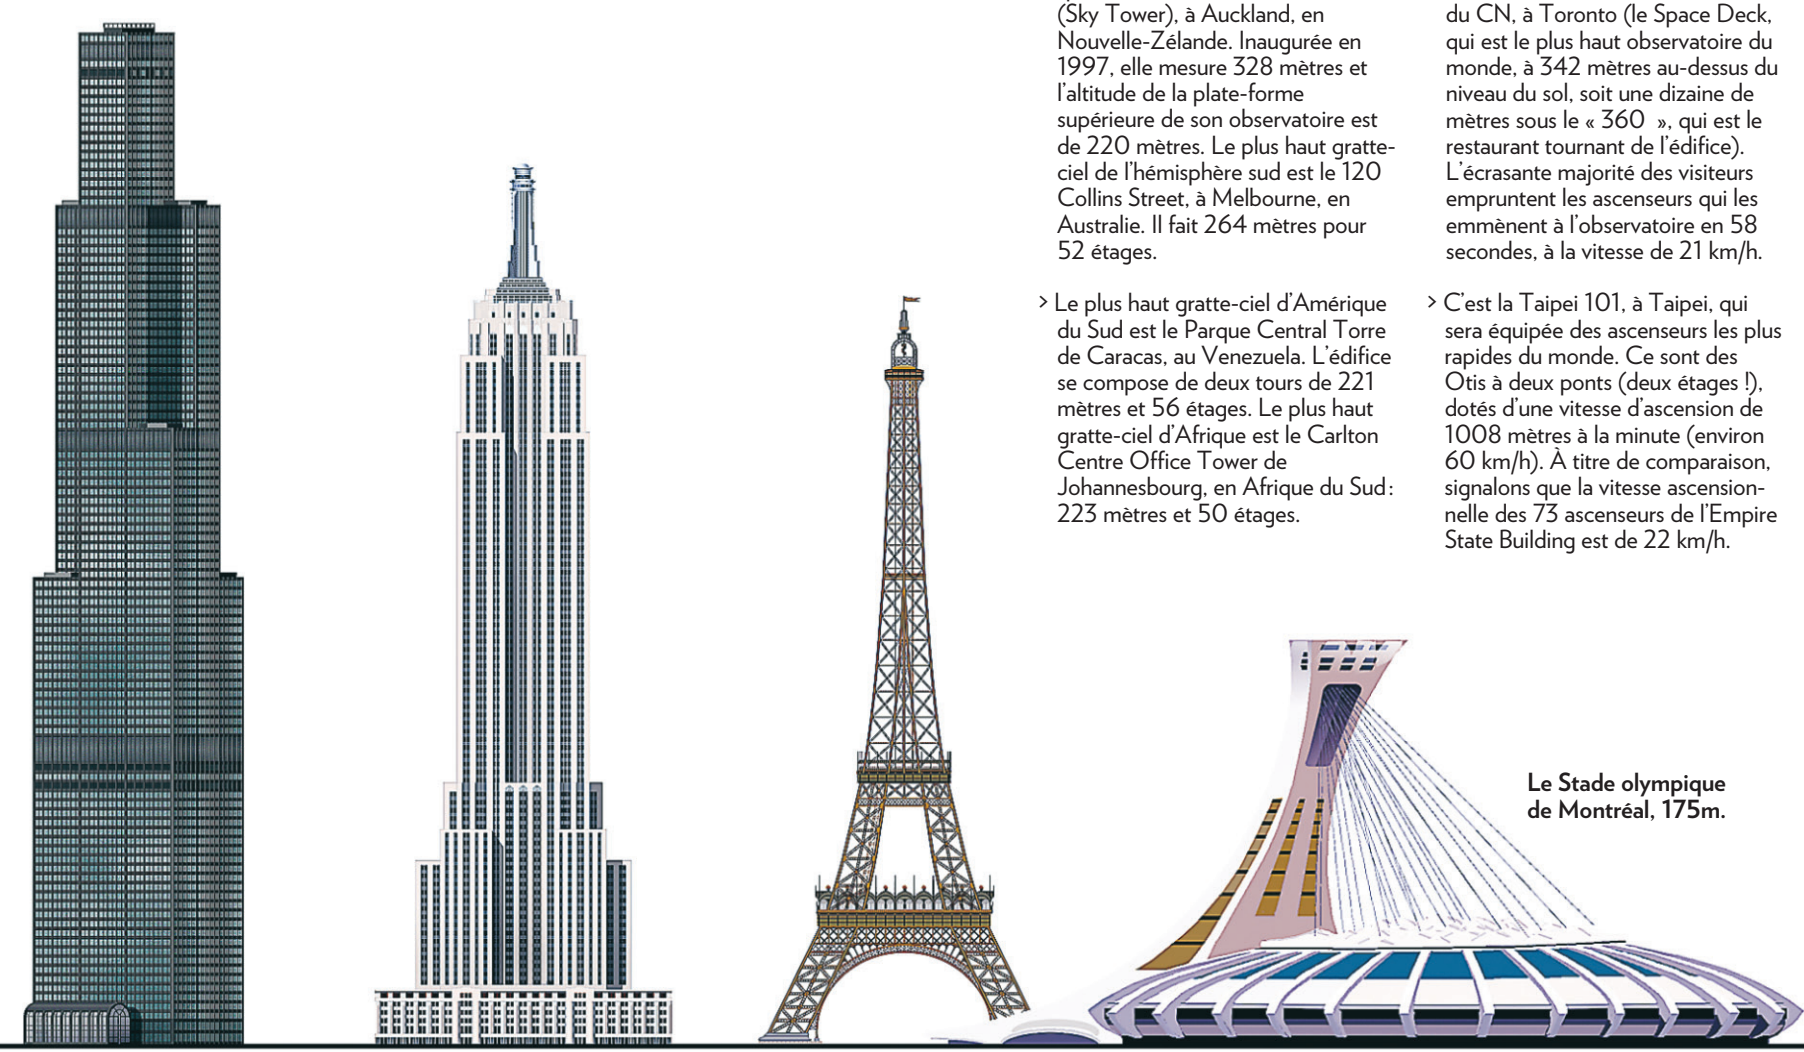 (Sky Tower), à Auckland, en
Nouvelle-Zélande. Inaugurée en
1997, elle mesure 328 mètres et
l'altitude de la plate-forme
supérieure de son observatoire est
de 220 mètres. Le plus haut gratte-
ciel de l'hémisphère sud est le 120
Collins Street, à Melbourne, en
Australie. Il fait 264 mètres pour
52 étages.
> Le plus haut gratte-ciel d'Amérique
du Sud est le Parque Central Torre
de Caracas, au Venezuela. L'édifice
se compose de deux tours de 221
mètres et 56 étages. Le plus haut
gratte-ciel d'Afrique est le Carlton
Centre Office Tower de
Johannesbourg, en Afrique du Sud:
223 mètres et 50 étages.
du CN, à Toronto (le Space Deck,
qui est le plus haut observatoire du
monde, à 342 mètres au-dessus du
niveau du sol, soit une dizaine de
mètres sous le « 360 », qui est le
restaurant tournant de l'édifice).
L'écrasante majorité des visiteurs
empruntent les ascenseurs qui les
emmènent à l'observatoire en 58
secondes, à la vitesse de 21 km/h.
> C'est la Taipei 101, à Taipei, qui
sera équipée des ascenseurs les plus
rapides du monde. Ce sont des
Otis à deux ponts (deux étages !),
dotés d'une vitesse d'ascension de
1008 mètres à la minute (environ
60 km/h). À titre de comparaison,
signalons que la vitesse ascension-
nelle des 73 ascenseurs de l'Empire
State Building est de 22 km/h.
Le Stade olympique
de Montréal, 175m.